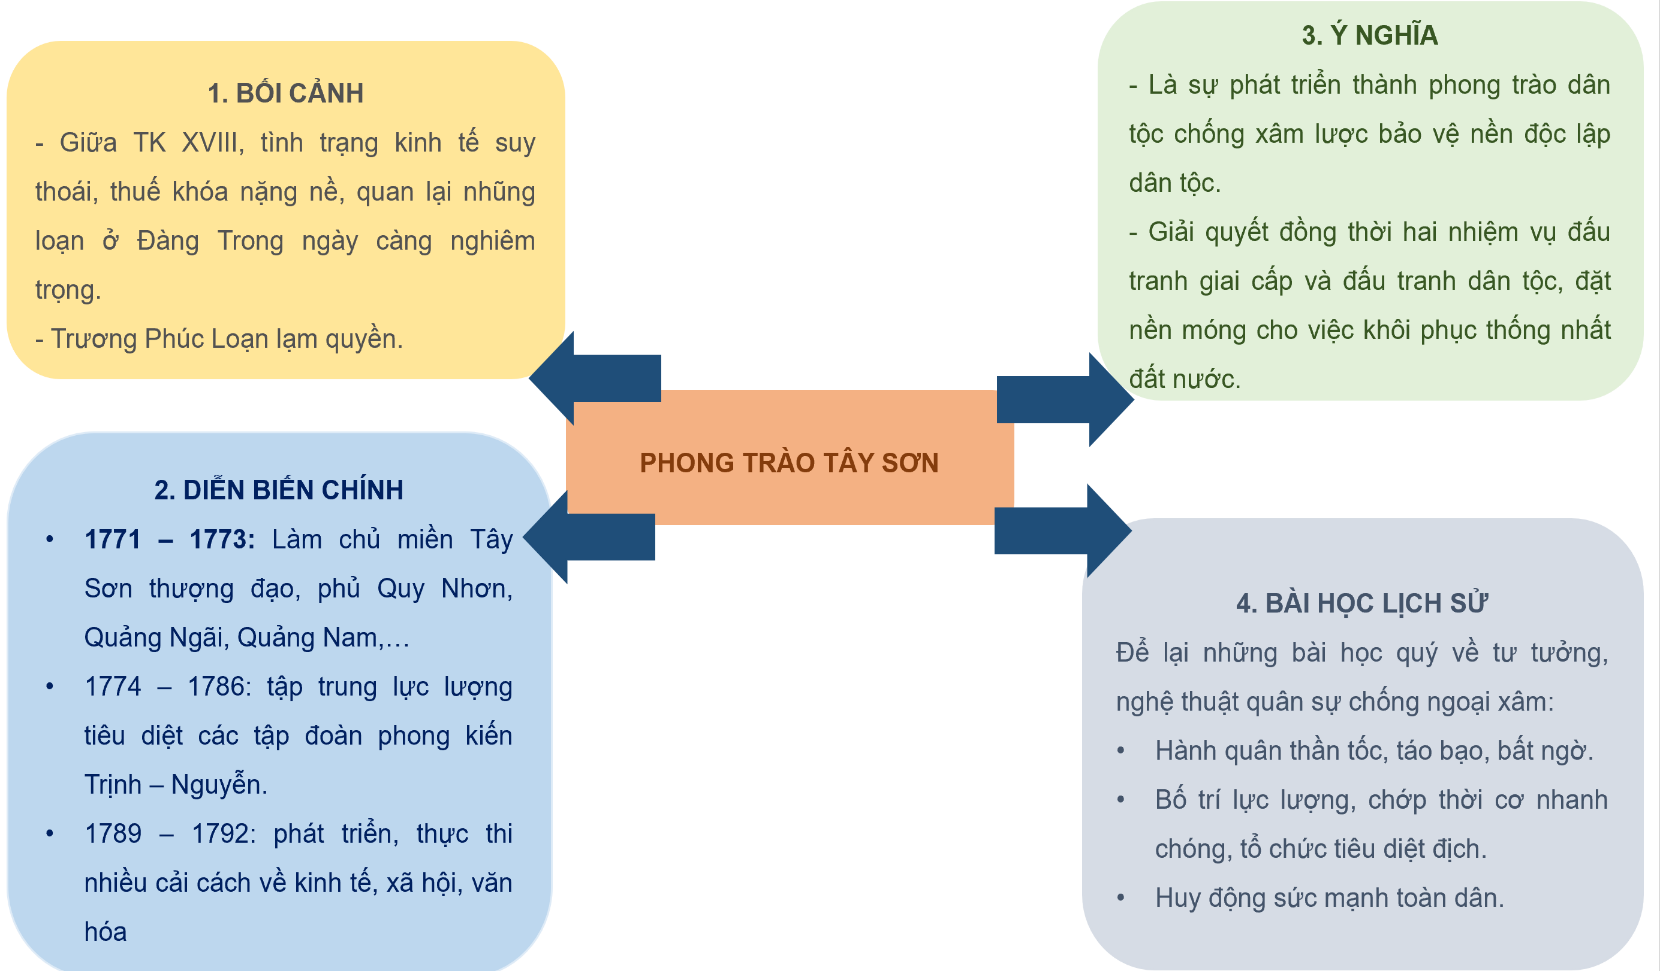 1. BỐI CẢNH
- Giữa TK XVIII, tình trạng kinh tế suy
thoái, thuế khóa nặng nề, quan lại nhũng
loạn ở Đàng Trong ngày càng nghiêm
trọng.
- Trương Phúc Loạn lạm quyền.
2. DIỄN BIẾN CHÍNH
• 1771 – 1773: Làm chủ miền Tây
Sơn thượng đạo, phủ Quy Nhơn,
Quảng Ngãi, Quảng Nam,...
• 1774 – 1786: tập trung lực lượng
tiêu diệt các tập đoàn phong kiến
Trịnh – Nguyễn.
• 1789 – 1792: phát triển, thực thi
nhiều cải cách về kinh tế, xã hội, văn
hóa
PHONG TRÀO TÂY SƠN
3. Ý NGHĨA
- Là sự phát triển thành phong trào dân
tộc chống xâm lược bảo vệ nền độc lập
dân tộc.
- Giải quyết đồng thời hai nhiệm vụ đấu
tranh giai cấp và đấu tranh dân tộc, đặt
nền móng cho việc khôi phục thống nhất
đất nước.
4. BÀI HỌC LỊCH SỬ
Để lại những bài học quý về tư tưởng,
nghệ thuật quân sự chống ngoại xâm:
• Hành quân thần tốc, táo bạo, bất ngờ.
• Bố trí lực lượng, chớp thời cơ nhanh
chóng, tổ chức tiêu diệt địch.
• Huy động sức mạnh toàn dân.